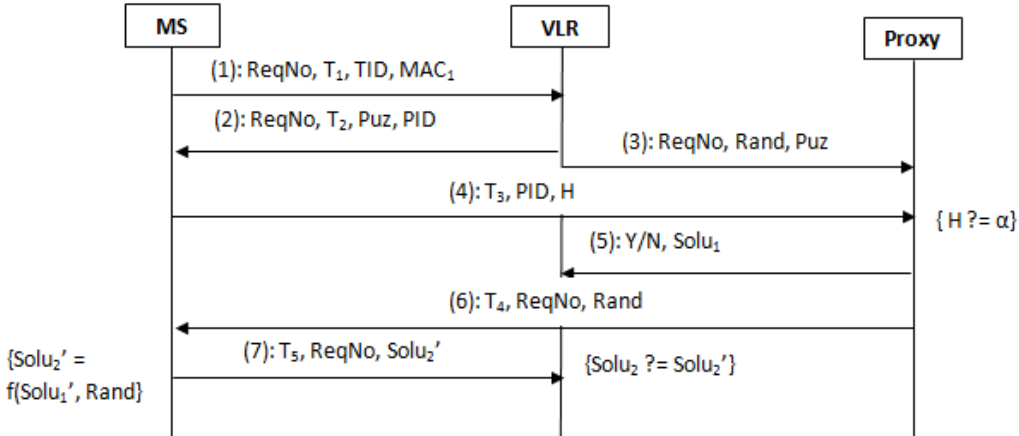 MS
VLR
Proxy
(1): ReqNo, T₁, TID, MAC₁
(2): ReqNo, T₂, Puz, PID
(3): ReqNo, Rand, Puz
(4): T₃, PID, H
{ H ?= α}
(5): Y/N, Solu₁
(6): T₄, ReqNo, Rand
(7): T₅, ReqNo, Solu₂’
{Solu₂’ =
f(Solu₁’, Rand}
{Solu₂ ?= Solu₂’}